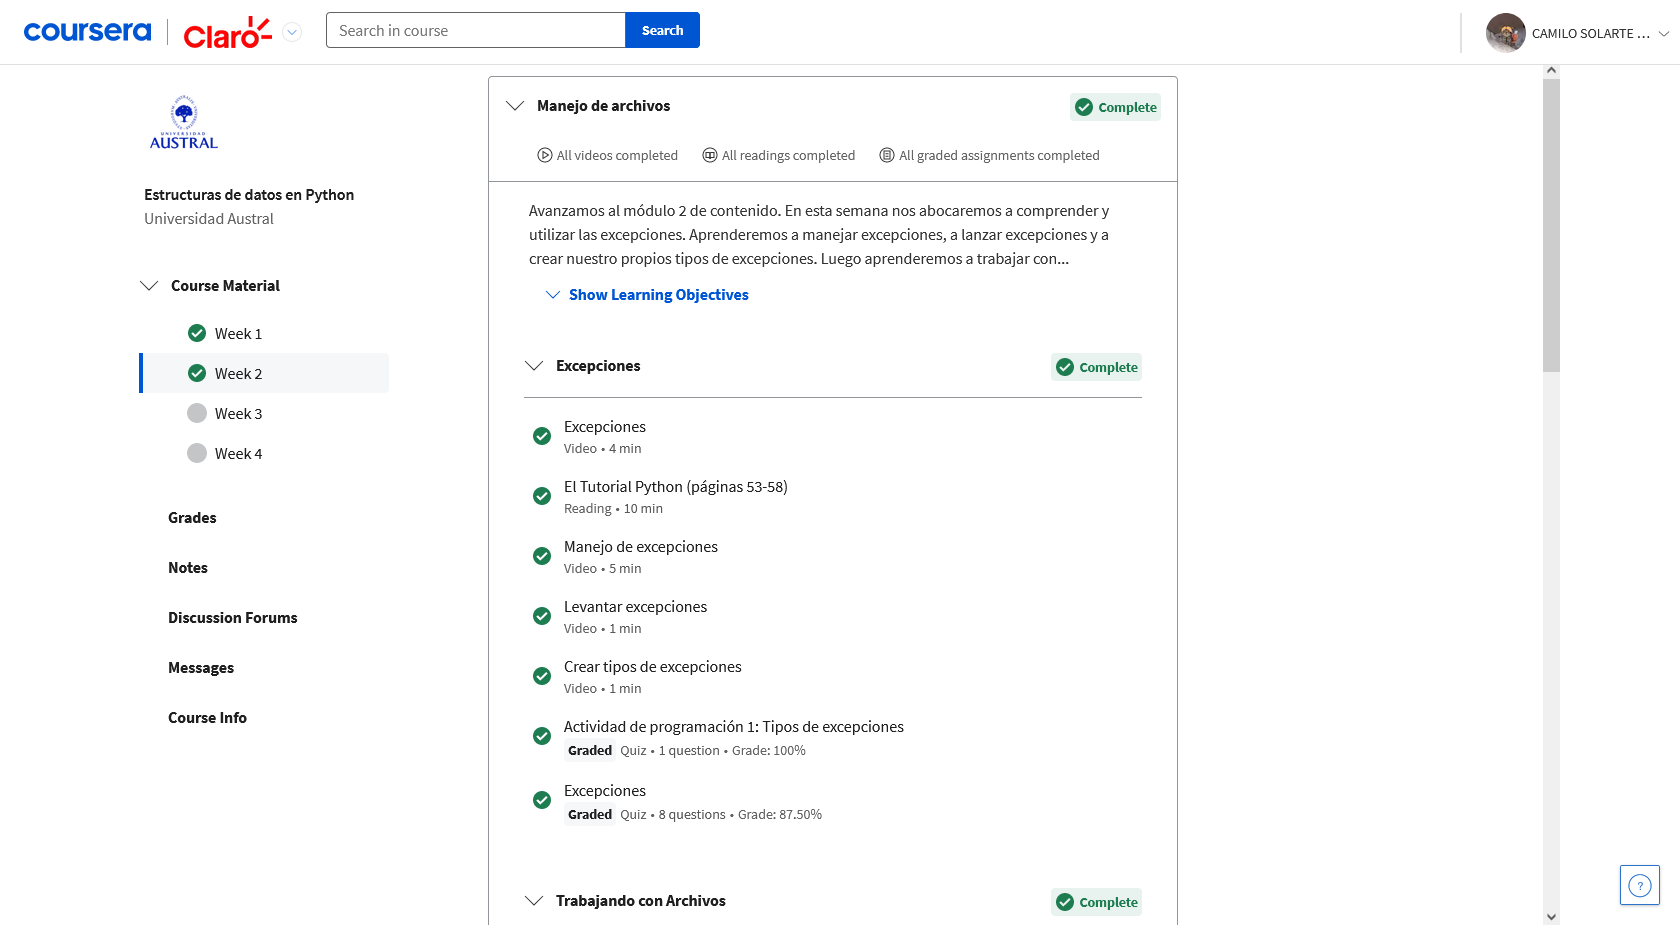 coursera
Claro
Search in course
Search
CAMILO SOLARTE ...
UNIVERSIDAD
AUSTRAL
Estructuras de datos en Python
Universidad Austral
Course Material
Week 1
Week 2
Week 3
Week 4
Grades
Notes
Discussion Forums
Messages
Course Info
Manejo de archivos
Complete
All videos completed
All readings completed
All graded assignments completed
Avanzamos al módulo 2 de contenido. En esta semana nos abocaremos a comprender y
utilizar las excepciones. Aprenderemos a manejar excepciones, a lanzar excepciones y a
crear nuestro propios tipos de excepciones. Luego aprenderemos a trabajar con...
Show Learning Objectives
Excepciones
Complete
Excepciones
Video • 4 min
El Tutorial Python (páginas 53-58)
Reading • 10 min
Manejo de excepciones
Video • 5 min
Levantar excepciones
Video • 1 min
Crear tipos de excepciones
Video • 1 min
Actividad de programación 1: Tipos de excepciones
Graded Quiz • 1 question • Grade: 100%
Excepciones
Graded Quiz • 8 questions • Grade: 87.50%
Trabajando con Archivos
Complete
?